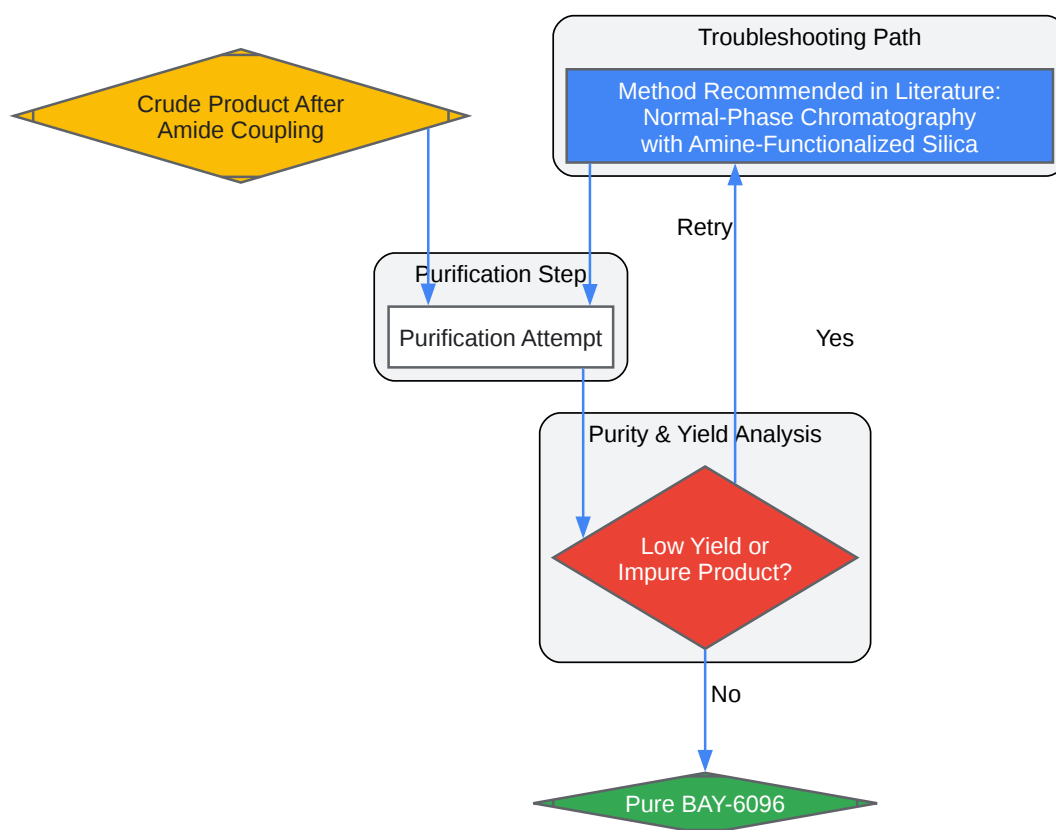 Troubleshooting Path
Crude Product After
Amide Coupling
Method Recommended in Literature:
Normal-Phase Chromatography
with Amine-Functionalized Silica
Retry
Purification Step
Purification Attempt
Yes
Purity & Yield Analysis
Low Yield or
Impure Product?
No
Pure BAY-6096